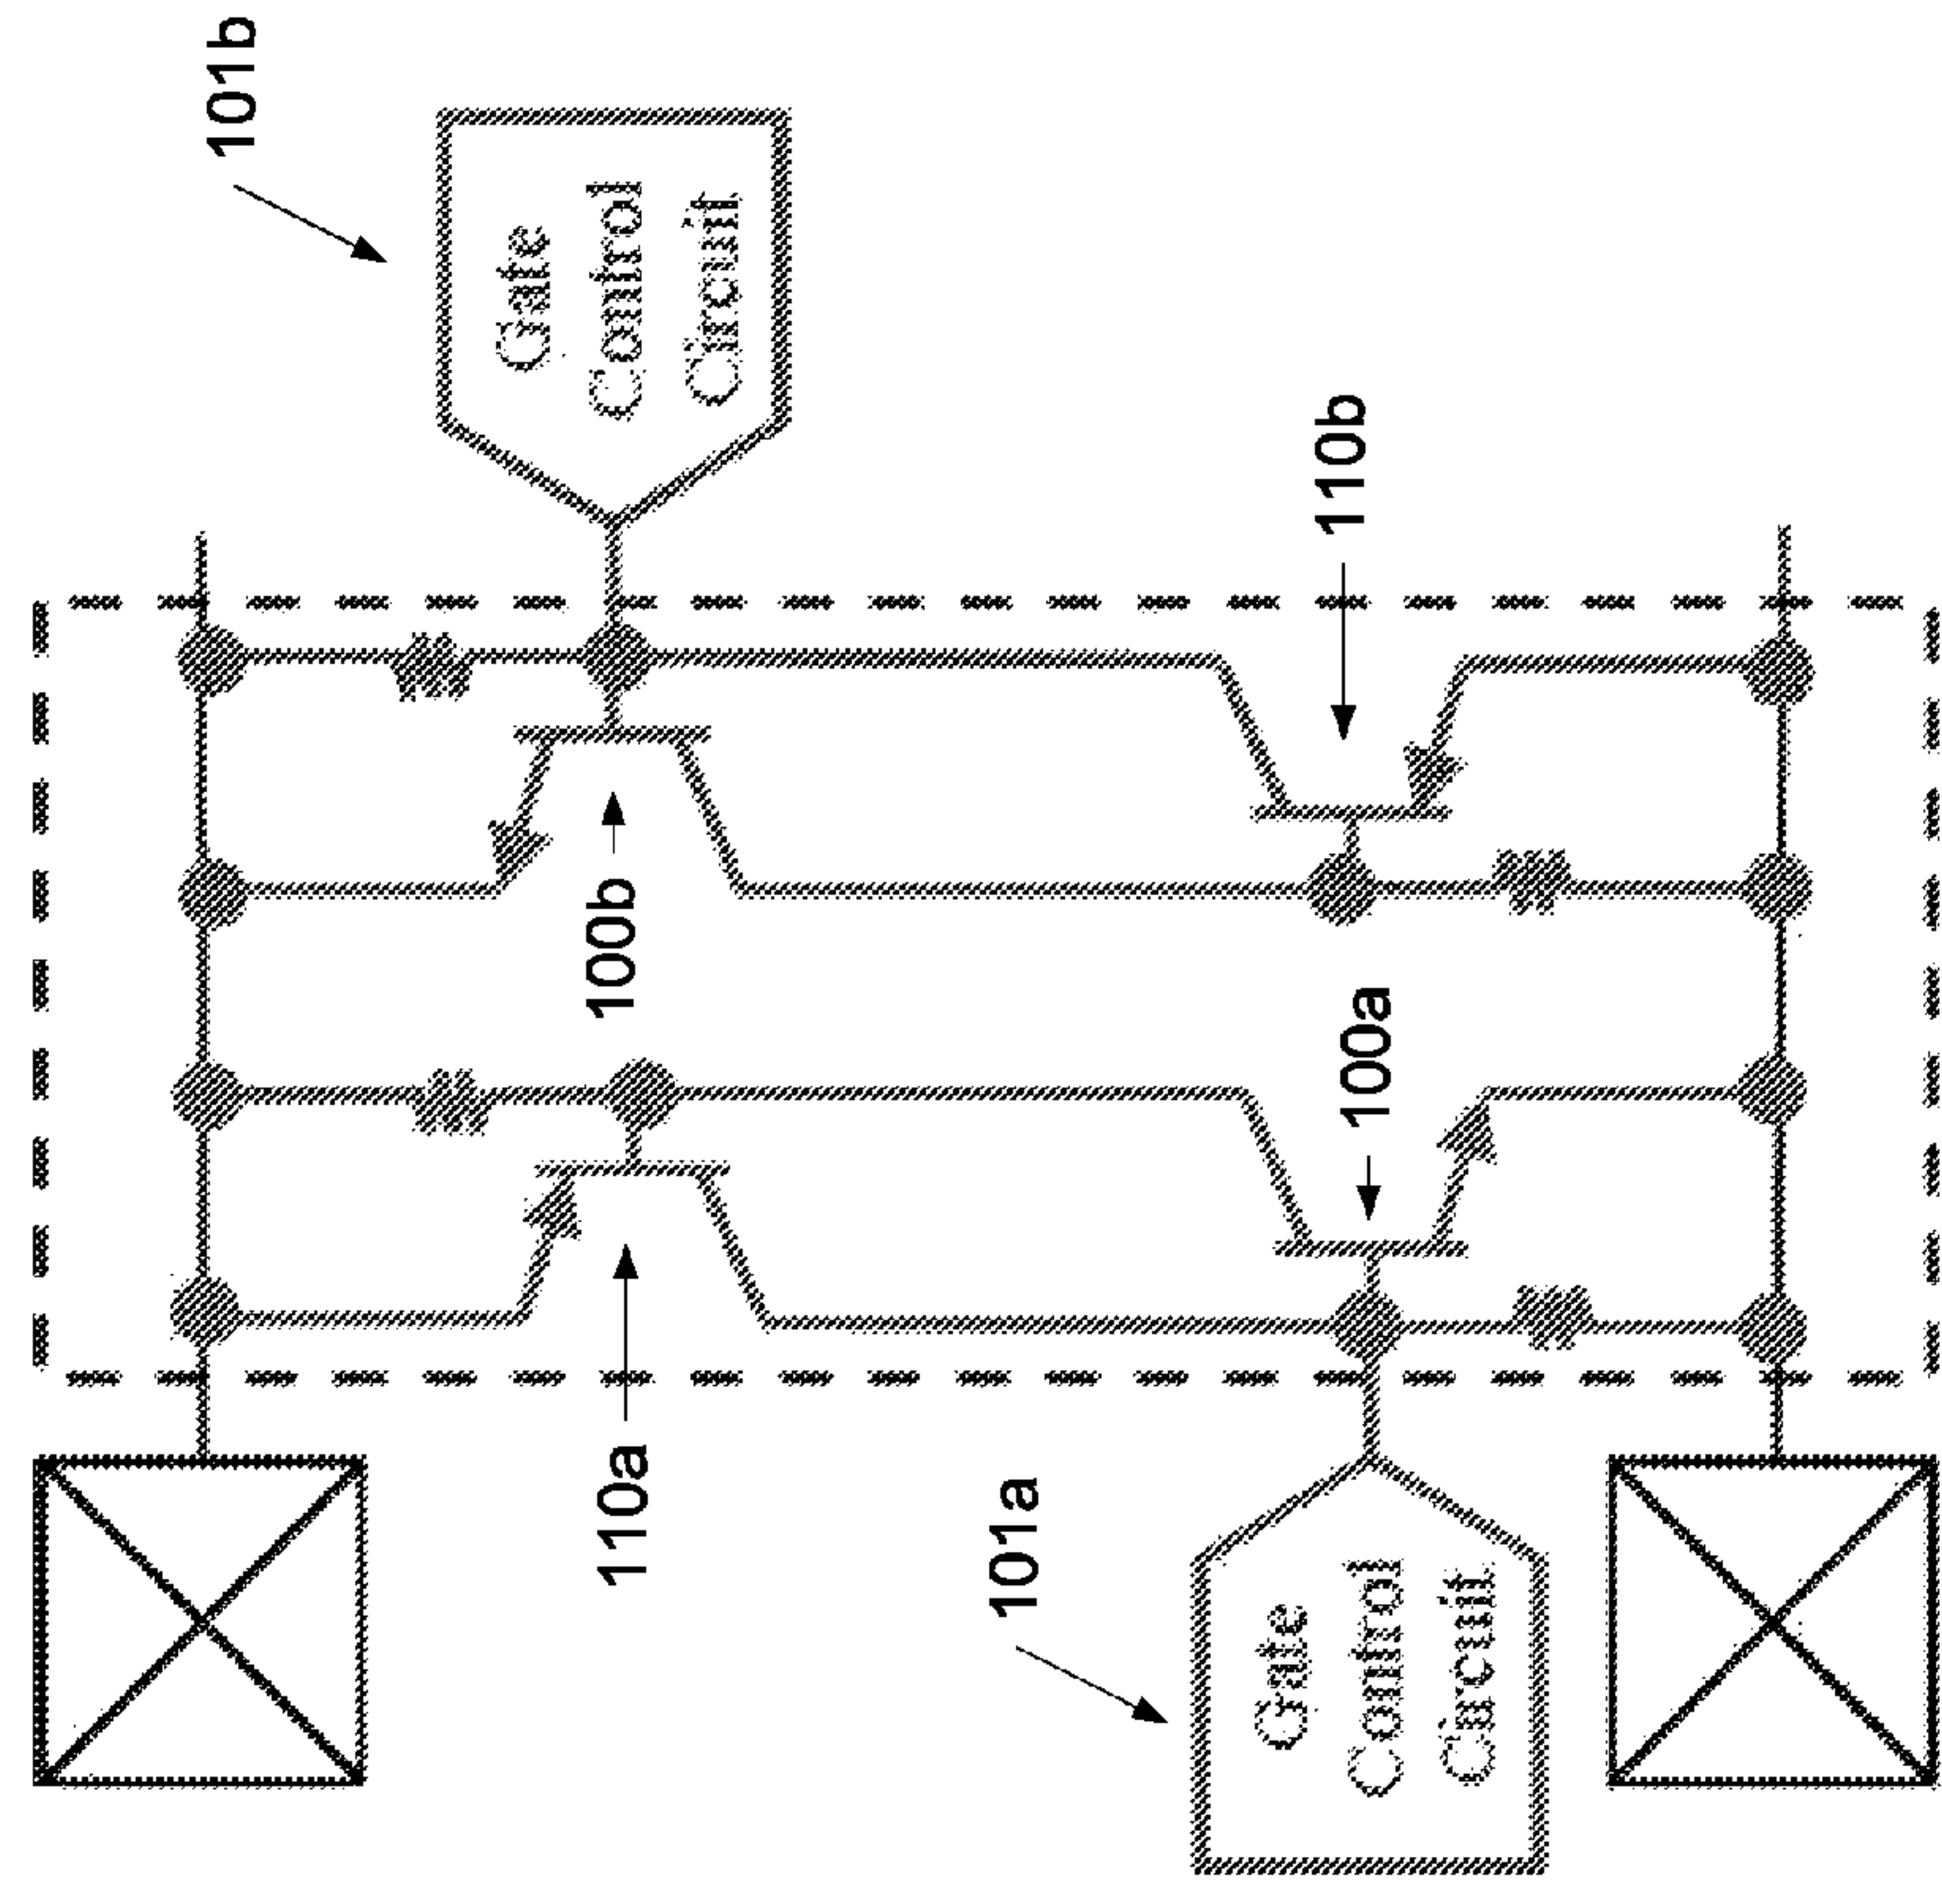 101b
Gate
Control
Circuit
110b
100b
100a
110a
101a
Gate
Control
Circuit